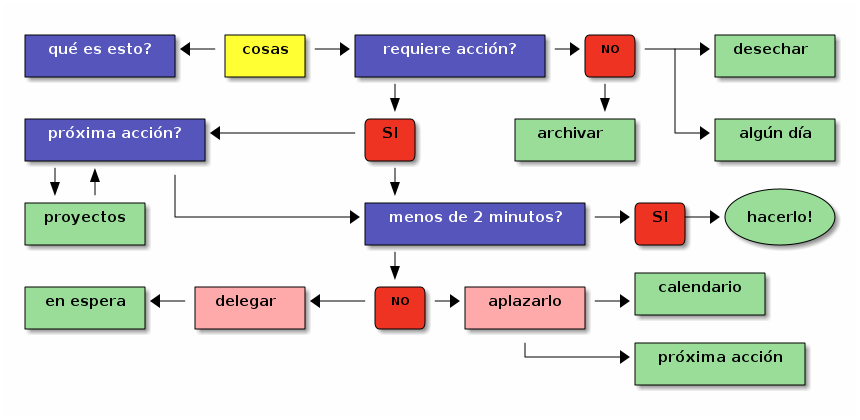 qué es esto?
cosas
requiere acción?
NO
desechar
próxima acción?
SI
archivar
algún día
proyectos
menos de 2 minutos?
SI
hacerlo!
en espera
delegar
NO
aplazarlo
calendario
próxima acción